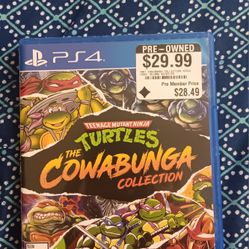 PS4
PRE-OWNED
$29.99
Pro Member Price
$28.49
TEENAGE MUTANT NINJA
TURTLES
THE
COWABUNGA
COLLECTION